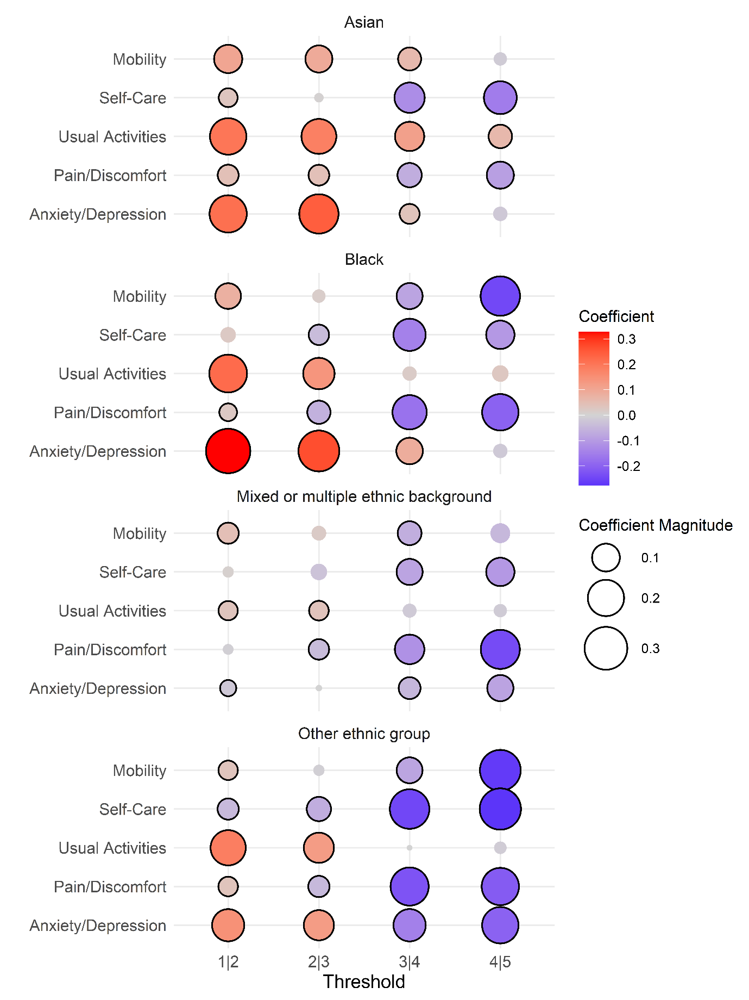 Asian
Mobility
Self-Care
Usual Activities
Pain/Discomfort
Anxiety/Depression
Black
Mobility
Self-Care
Usual Activities
Pain/Discomfort
Anxiety/Depression
Mixed or multiple ethnic background
Mobility
Self-Care
Usual Activities
Pain/Discomfort
Anxiety/Depression
Other ethnic group
Mobility
Self-Care
Usual Activities
Pain/Discomfort
Anxiety/Depression
1|2 2|3 3|4 4|5
Threshold
Coefficient
0.3
0.2
0.1
0.0
-0.1
-0.2
Coefficient Magnitude
0.1
0.2
0.3